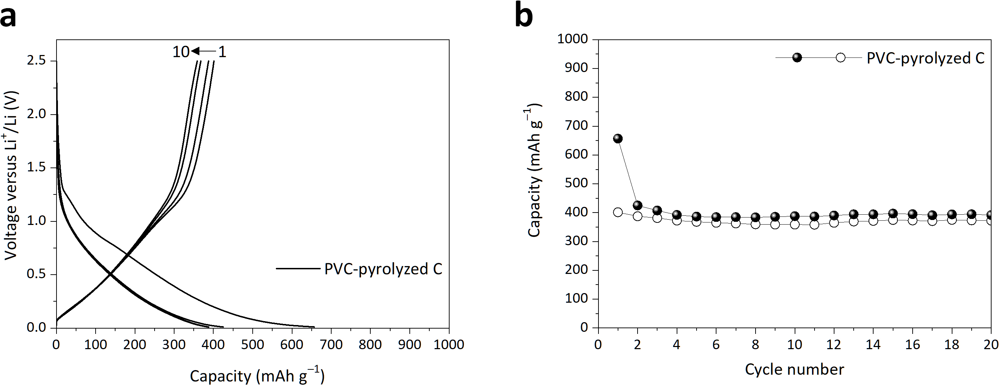 a
Voltage versus Li⁺/Li (V)
2.5
2.0
1.5
1.0
0.5
0.0
10 1
PVC-pyrolyzed C
0 100 200 300 400 500 600 700 800 900 1000
Capacity (mAh g⁻¹)
b
Capacity (mAh g⁻¹)
1000
900
800
700
600
500
400
300
200
100
0
PVC-pyrolyzed C
0 2 4 6 8 10 12 14 16 18 20
Cycle number